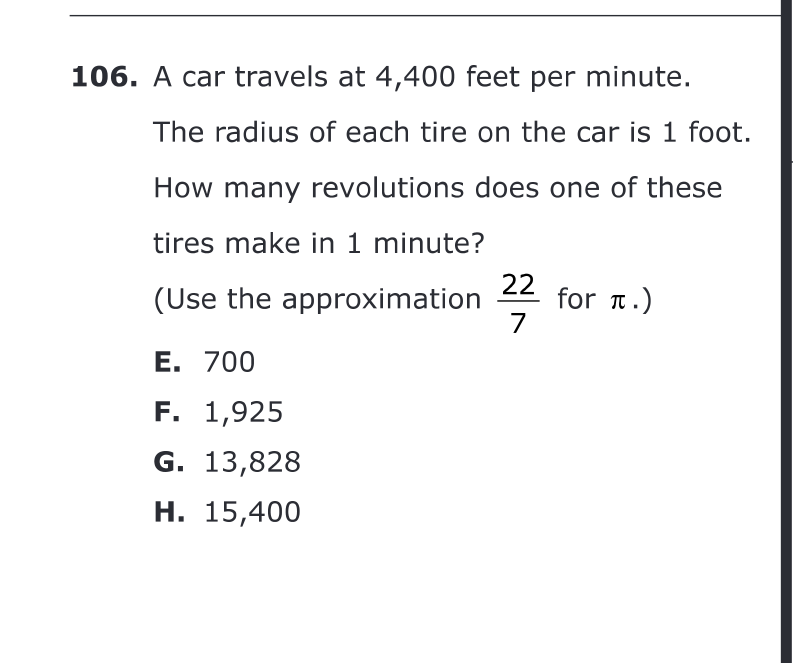 106. A car travels at 4,400 feet per minute.
The radius of each tire on the car is 1 foot.
How many revolutions does one of these
tires make in 1 minute?
(Use the approximation 22/7 for π.)
E. 700
F. 1,925
G. 13,828
H. 15,400